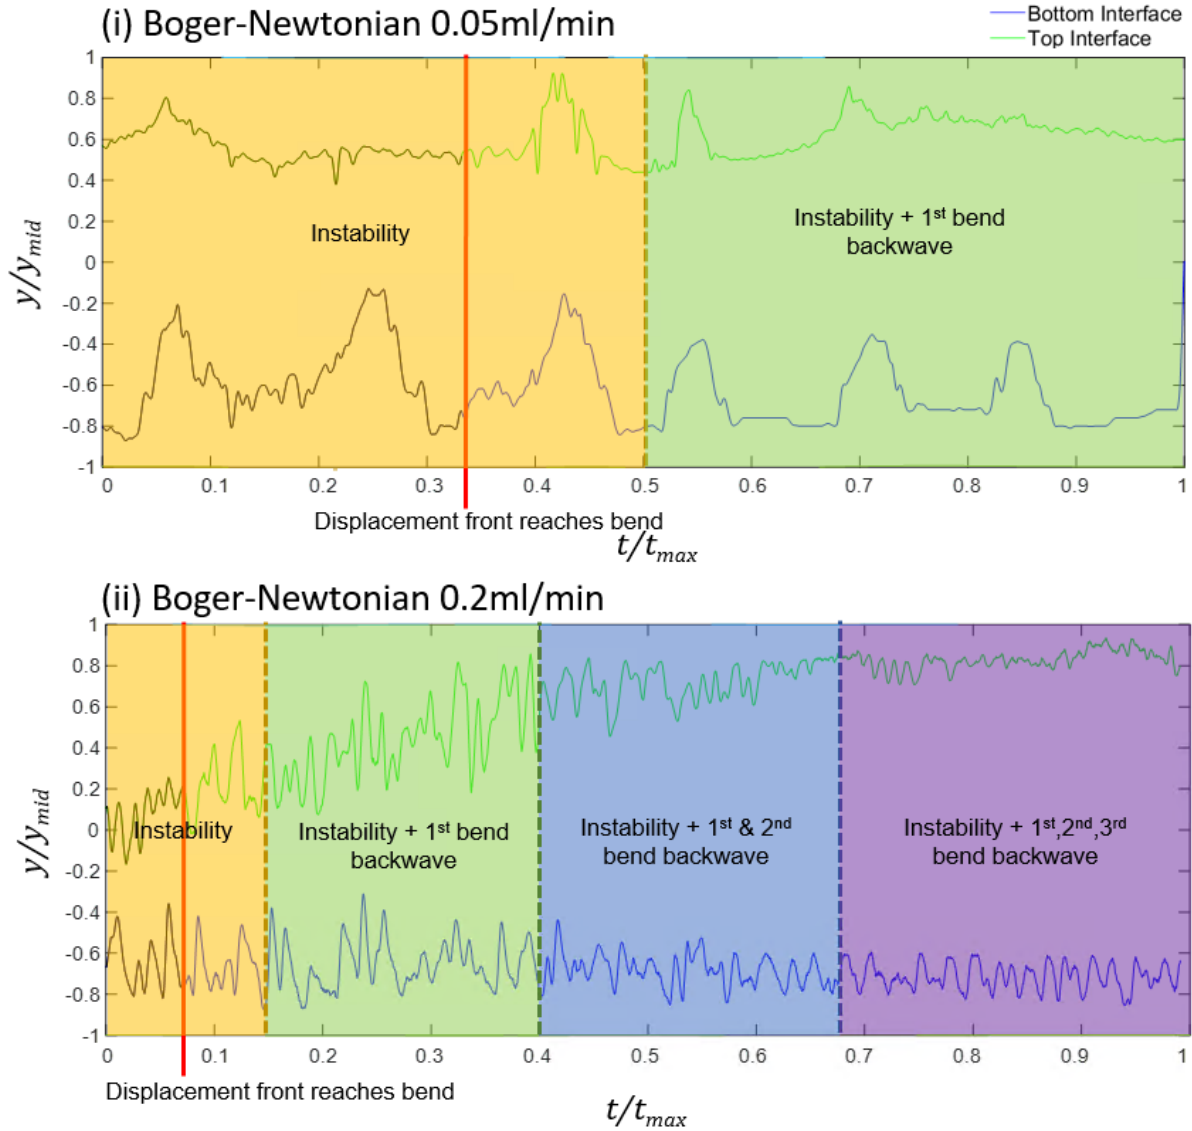 (i) Boger-Newtonian 0.05ml/min
Bottom Interface
Top Interface
1
0.8
0.6
0.4
0.2
0
-0.2
-0.4
-0.6
-0.8
-1
y/y_mid
Instability
Instability + 1st bend
backwave
0 0.1 0.2 0.3 0.4 0.5 0.6 0.7 0.8 0.9 1
Displacement front reaches bend
t/t_max
(ii) Boger-Newtonian 0.2ml/min
1
0.8
0.6
0.4
0.2
0
-0.2
-0.4
-0.6
-0.8
-1
y/y_mid
Instability
Instability + 1st bend
backwave
Instability + 1st & 2nd
bend backwave
Instability + 1st,2nd,3rd
bend backwave
0 0.1 0.2 0.3 0.4 0.5 0.6 0.7 0.8 0.9 1
Displacement front reaches bend
t/t_max